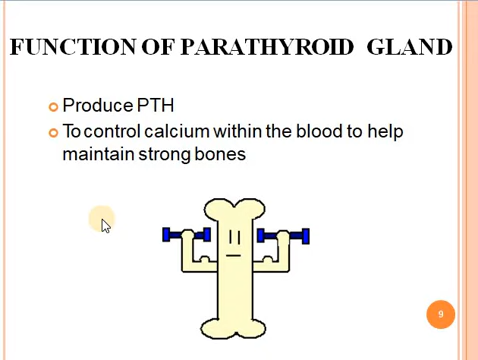 FUNCTION OF PARATHYROID GLAND
Produce PTH
To control calcium within the blood to help
maintain strong bones
9